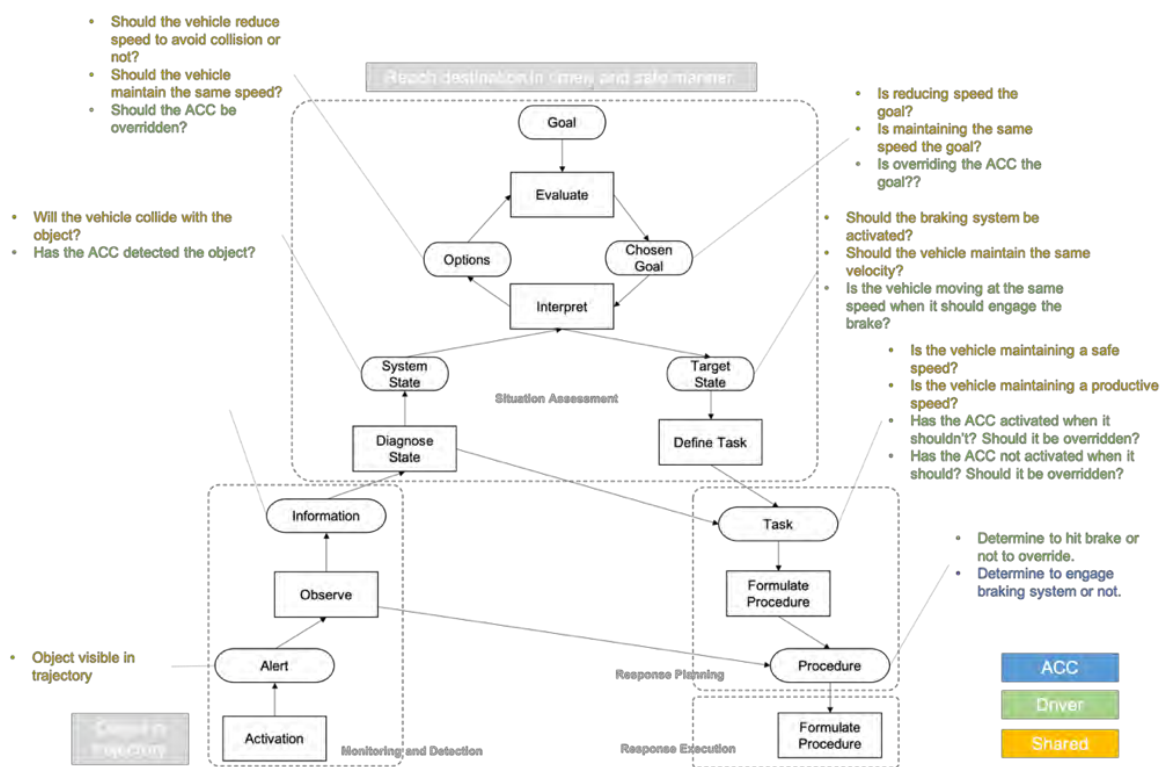 • Should the vehicle reduce
speed to avoid collision or
not?
• Should the vehicle
maintain the same speed?
• Should the ACC be
overridden?
Reach destination in timely and safe manner.
• Is reducing speed the
goal?
• Is maintaining the same
speed the goal?
• Is overriding the ACC the
goal??
Goal
Evaluate
Options
Chosen
Goal
Interpret
• Will the vehicle collide with the
object?
• Has the ACC detected the object?
• Should the braking system be
activated?
• Should the vehicle maintain the same
velocity?
• Is the vehicle moving at the same
speed when it should engage the
brake?
System
State
Target
State
Situation Assessment
Diagnose
State
Define Task
• Is the vehicle maintaining a safe
speed?
• Is the vehicle maintaining a productive
speed?
• Has the ACC activated when it
shouldn't? Should it be overridden?
• Has the ACC not activated when it
should? Should it be overridden?
Information
Task
Observe
Formulate
Procedure
• Determine to hit brake or
not to override.
• Determine to engage
braking system or not.
• Object visible in
trajectory
Alert
Procedure
Response Planning
Activation
Monitoring and Detection
Formulate
Procedure
Response Execution
trajectory
ACC
Driver
Shared